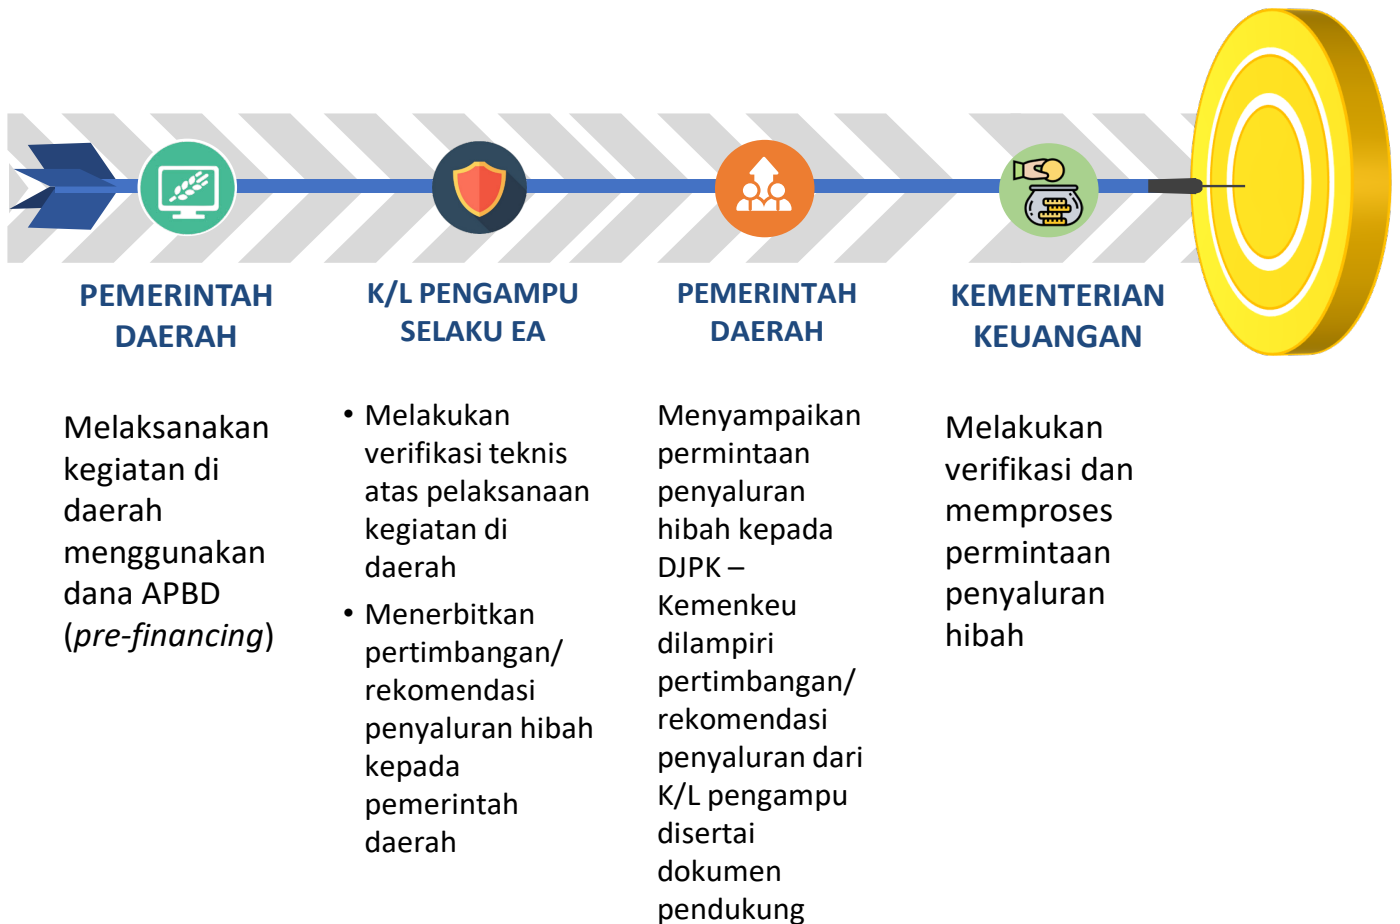 PEMERINTAH
DAERAH
Melaksanakan
kegiatan di
daerah
menggunakan
dana APBD
(pre-financing)
K/L PENGAMPU
SELAKU EA
• Melakukan
verifikasi teknis
atas pelaksanaan
kegiatan di
daerah
• Menerbitkan
pertimbangan/
rekomendasi
penyaluran hibah
kepada
pemerintah
daerah
PEMERINTAH
DAERAH
Menyampaikan
permintaan
penyaluran
hibah kepada
DJPK –
Kemenkeu
dilampiri
pertimbangan/
rekomendasi
penyaluran dari
K/L pengampu
disertai
dokumen
pendukung
KEMENTERIAN
KEUANGAN
Melakukan
verifikasi dan
memproses
permintaan
penyaluran
hibah